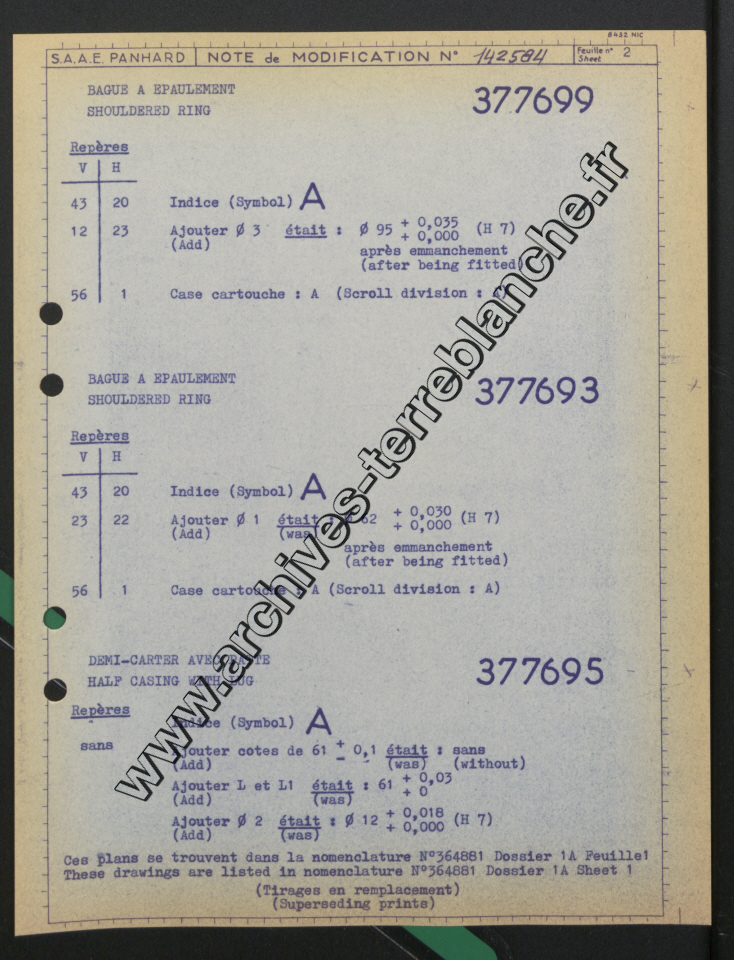 8422 NIC
S.A.A.E. PANHARD NOTE de MODIFICATION N° 142584 Feuille n° 2
Sheet
BAGUE A EPAULEMENT
SHOULDERED RING
377699
Repères
V H
43 20 Indice (Symbol) A
12 23 Ajouter Ø 3 était : Ø 95 + 0,035 (H 7)
+ 0,000
(Add)
après emmanchement
(after being fitted)
56 1 Case cartouche : A (Scroll division : A)
BAGUE A EPAULEMENT
SHOULDERED RING
377693
Repères
V H
43 20 Indice (Symbol) A
23 22 Ajouter Ø 1 était : Ø 62 + 0,030 (H 7)
+ 0,000
(Add) (was)
après emmanchement
(after being fitted)
56 1 Case cartouche : A (Scroll division : A)
DEMI-CARTER AVEC PATTE
HALF CASING WITH LUG
377695
Repères
Indice (Symbol) A
sans Ajouter cotes de 61 ± 0,1 était : sans
(Add) (was) (without)
Ajouter L et L1 était : 61 + 0,03
+ 0
(Add) (was)
Ajouter Ø 2 était : Ø 12 + 0,018 (H 7)
+ 0,000
(Add) (was)
Ces plans se trouvent dans la nomenclature N°364881 Dossier 1A Feuille1
These drawings are listed in nomenclature N°364881 Dossier 1A Sheet 1
(Tirages en remplacement)
(Superseding prints)
www.archives-terreblanche.fr